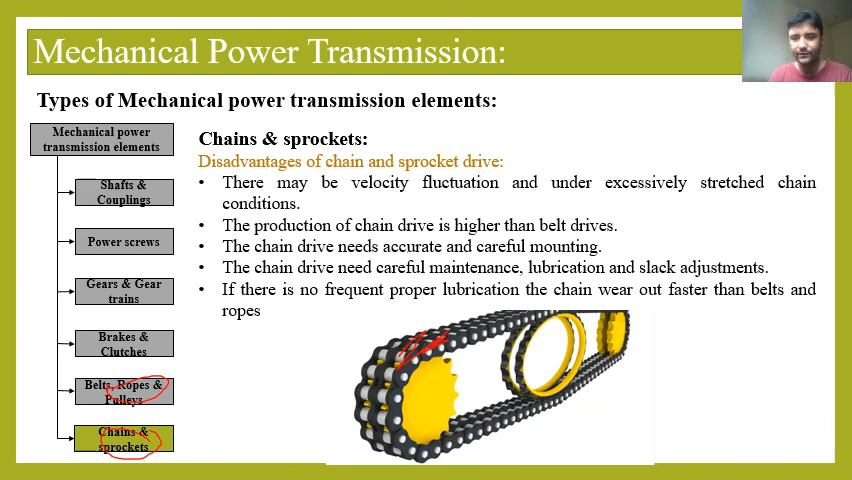 Mechanical Power Transmission:
Types of Mechanical power transmission elements:
Mechanical power
transmission elements
Shafts &
Couplings
Power screws
Gears & Gear
trains
Brakes &
Clutches
Belts, Ropes &
Pulleys
Chains &
sprockets
Chains & sprockets:
Disadvantages of chain and sprocket drive:
• There may be velocity fluctuation and under excessively stretched chain
conditions.
• The production of chain drive is higher than belt drives.
• The chain drive needs accurate and careful mounting.
• The chain drive need careful maintenance, lubrication and slack adjustments.
• If there is no frequent proper lubrication the chain wear out faster than belts and
ropes